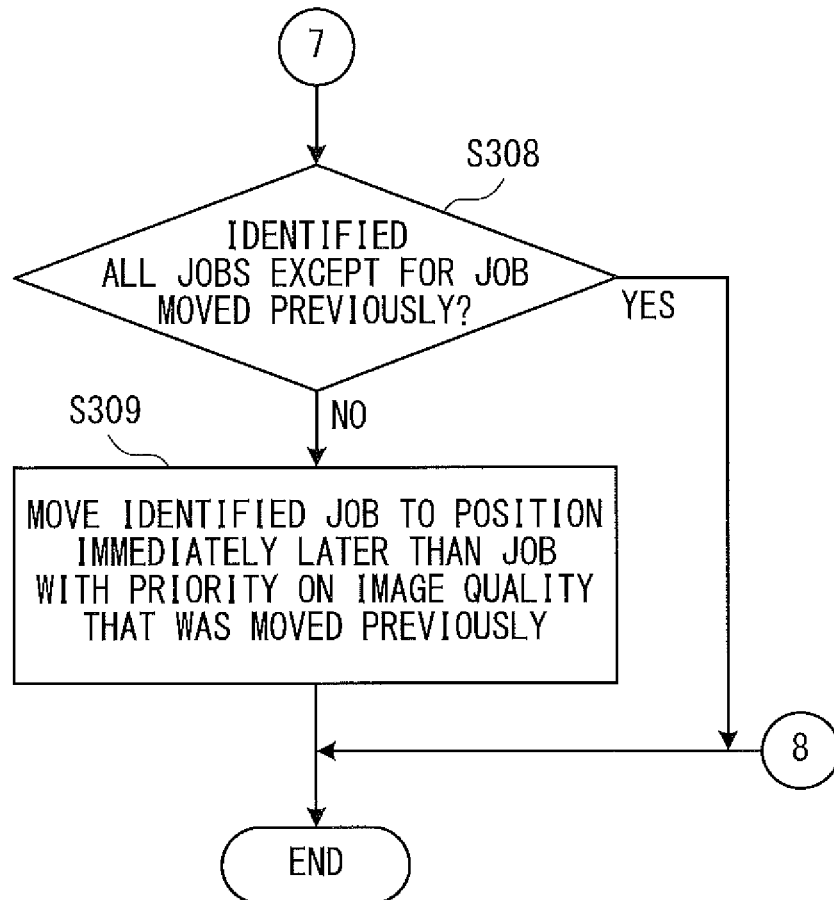 7
S308
IDENTIFIED
ALL JOBS EXCEPT FOR JOB
MOVED PREVIOUSLY?
YES
S309
NO
MOVE IDENTIFIED JOB TO POSITION
IMMEDIATELY LATER THAN JOB
WITH PRIORITY ON IMAGE QUALITY
THAT WAS MOVED PREVIOUSLY
8
END